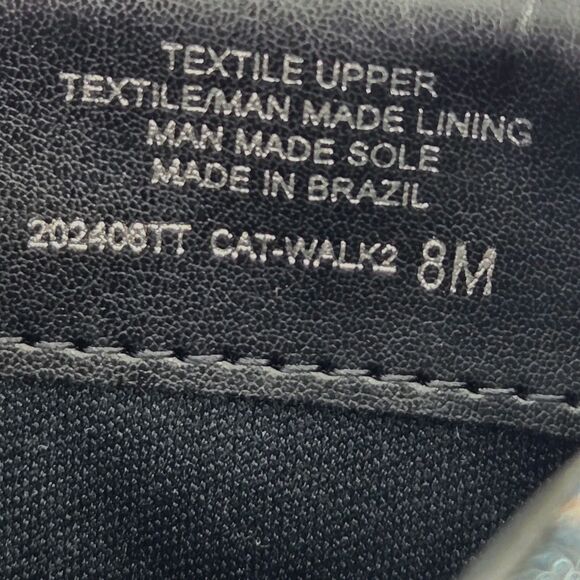 TEXTILE UPPER
TEXTILE/MAN MADE LINING
MAN MADE SOLE
MADE IN BRAZIL
202408TT CAT-WALK2 8M